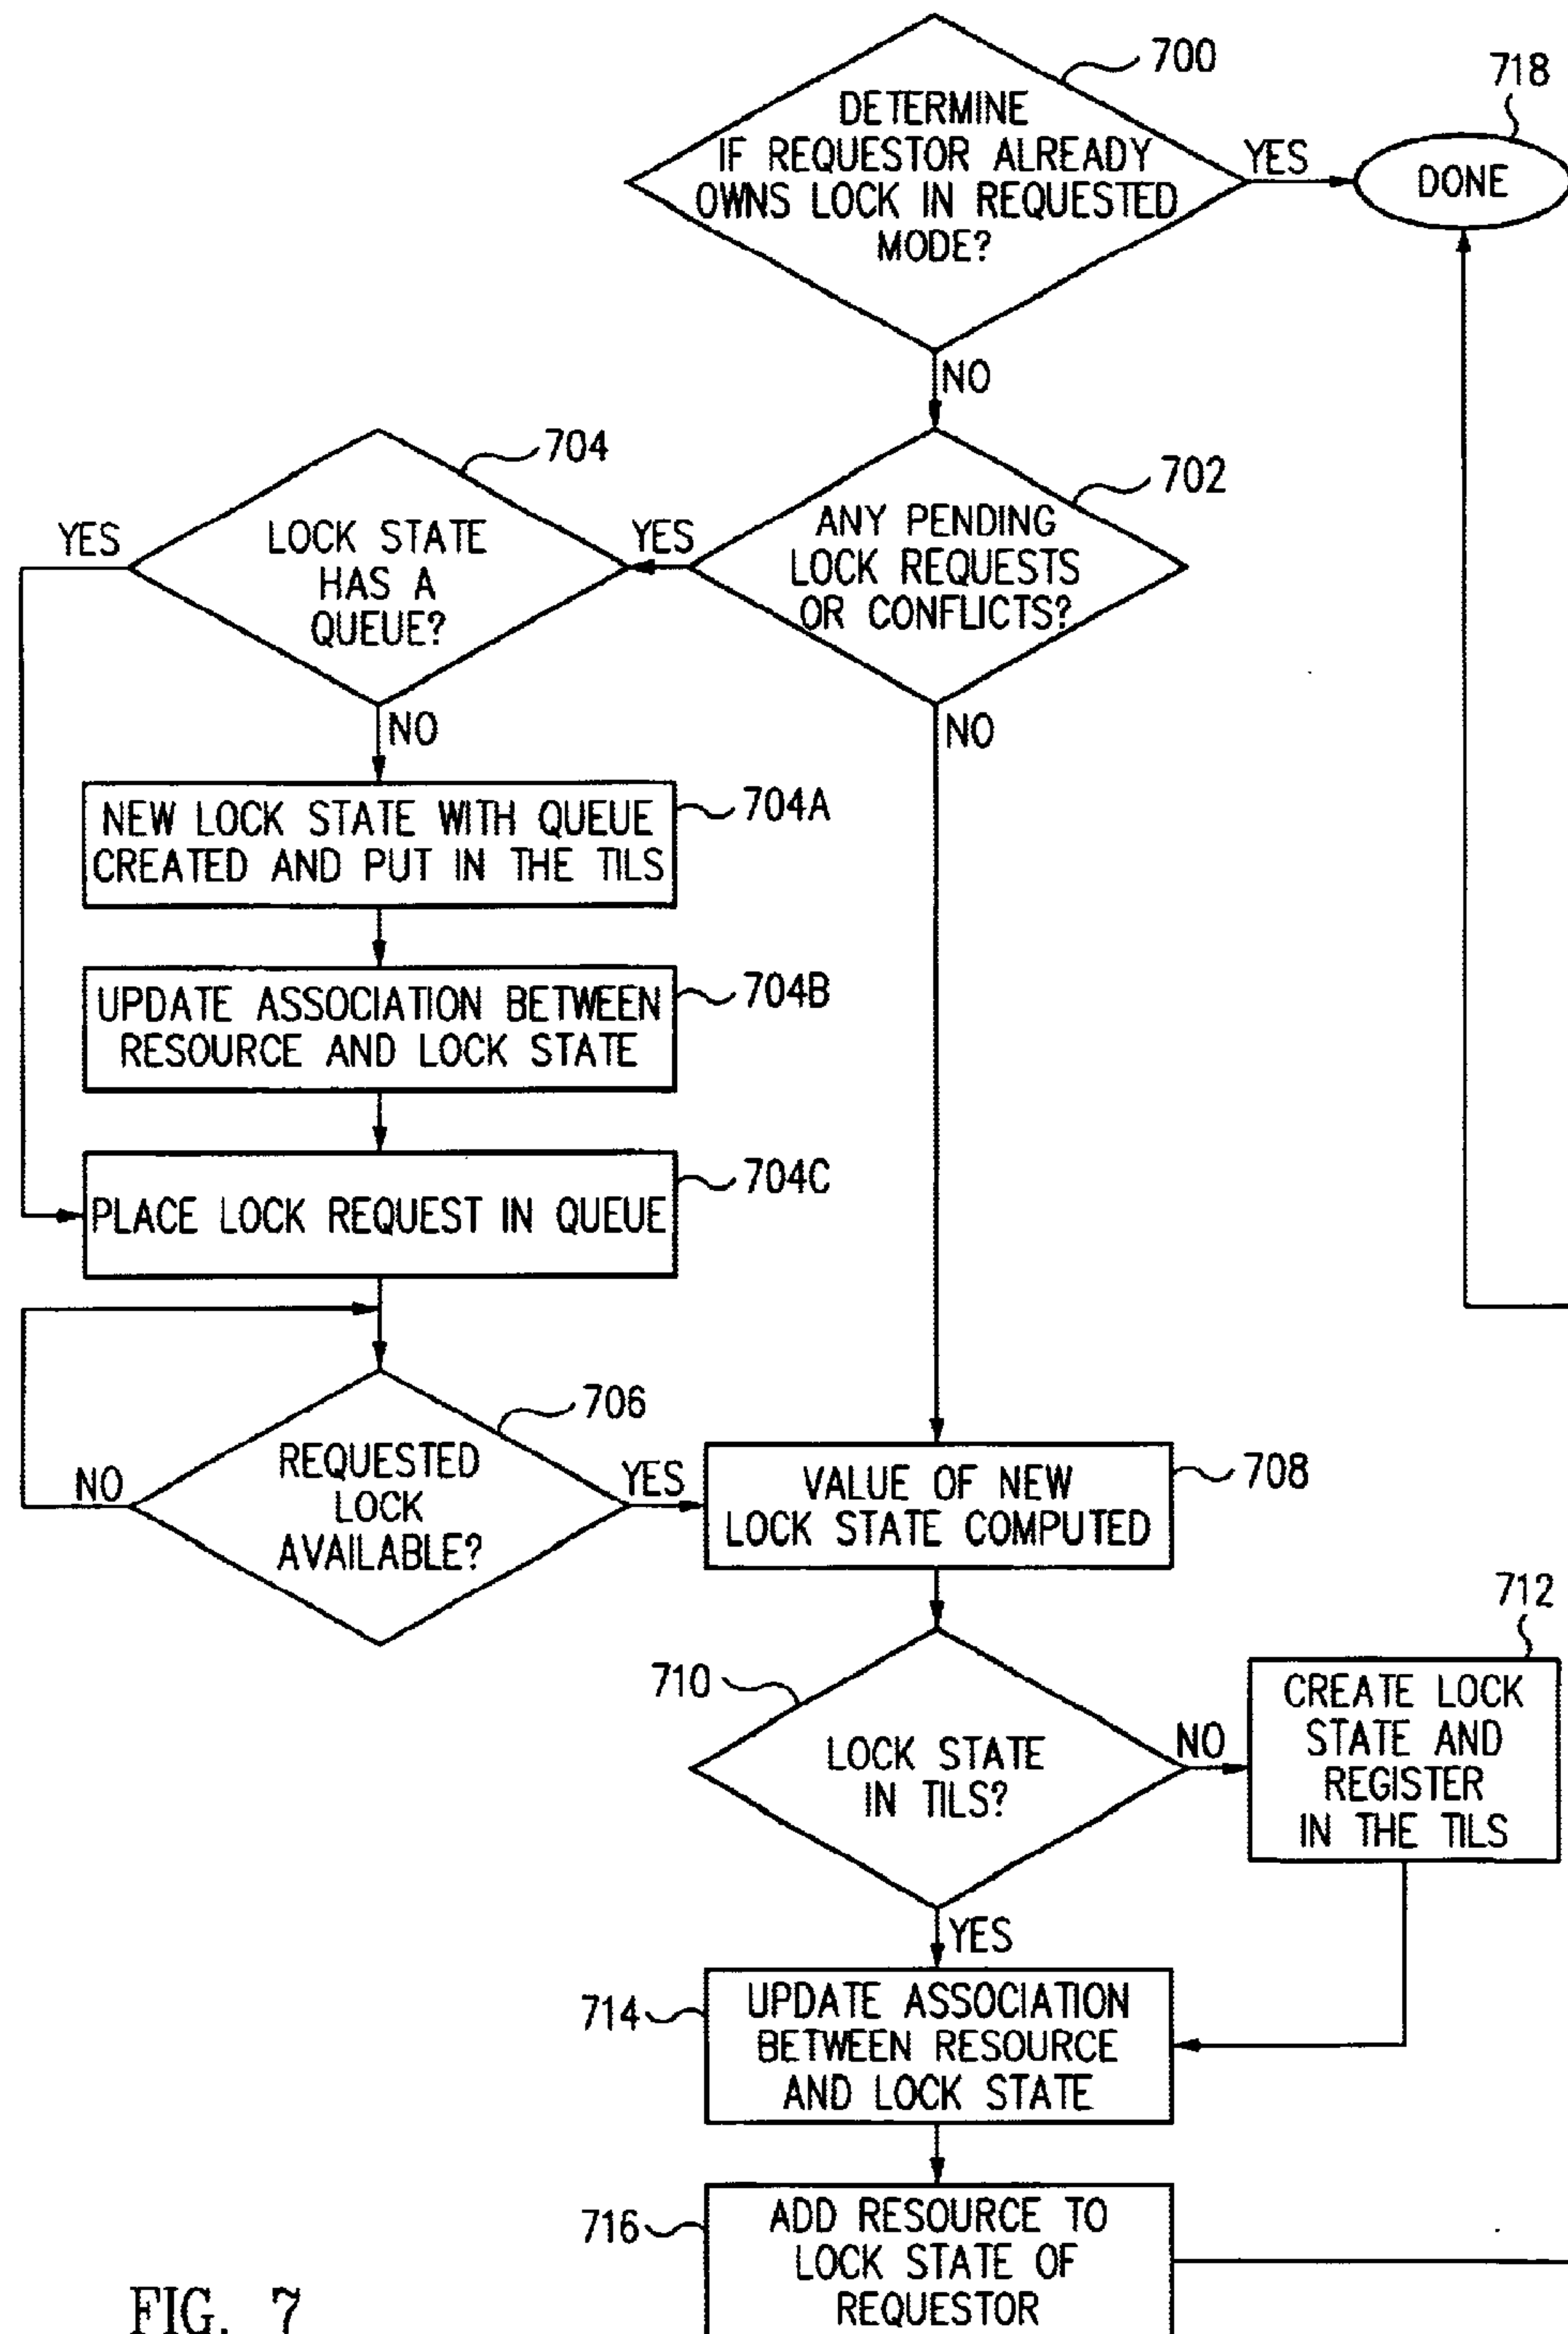 700
DETERMINE
IF REQUESTOR ALREADY
OWNS LOCK IN REQUESTED
MODE?
YES
718
DONE
NO
704
LOCK STATE
HAS A
QUEUE?
YES
YES
702
ANY PENDING
LOCK REQUESTS
OR CONFLICTS?
NO
NO
NEW LOCK STATE WITH QUEUE
CREATED AND PUT IN THE TILS
704A
UPDATE ASSOCIATION BETWEEN
RESOURCE AND LOCK STATE
704B
PLACE LOCK REQUEST IN QUEUE
704C
706
REQUESTED
LOCK
AVAILABLE?
NO
YES
VALUE OF NEW
LOCK STATE COMPUTED
708
710
LOCK STATE
IN TILS?
NO
712
CREATE LOCK
STATE AND
REGISTER
IN THE TILS
YES
714
UPDATE ASSOCIATION
BETWEEN RESOURCE
AND LOCK STATE
716
ADD RESOURCE TO
LOCK STATE OF
REQUESTOR
FIG. 7